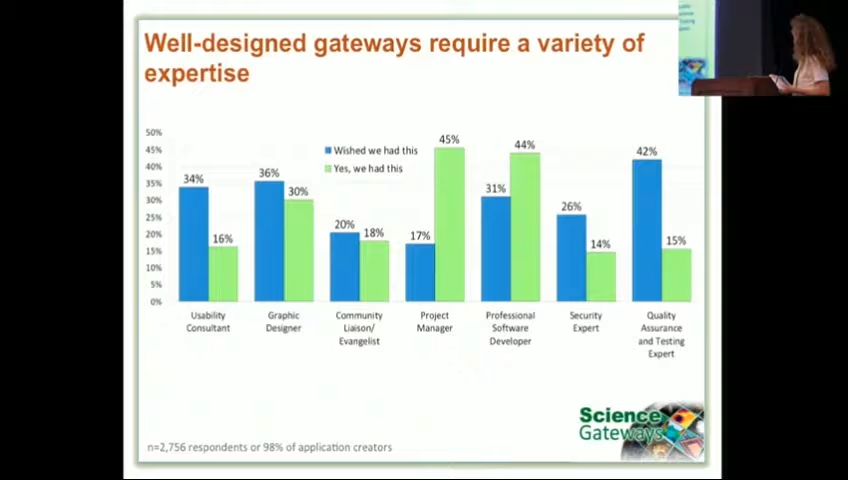 Well-designed gateways require a variety of
expertise
50%
45%
40%
35%
30%
25%
20%
15%
10%
5%
0%
Wished we had this
Yes, we had this
34%
16%
36%
30%
20%
18%
17%
45%
31%
44%
26%
14%
42%
15%
Usability
Consultant
Graphic
Designer
Community
Liaison/
Evangelist
Project
Manager
Professional
Software
Developer
Security
Expert
Quality
Assurance
and Testing
Expert
n=2,756 respondents or 98% of application creators
Science
Gateways